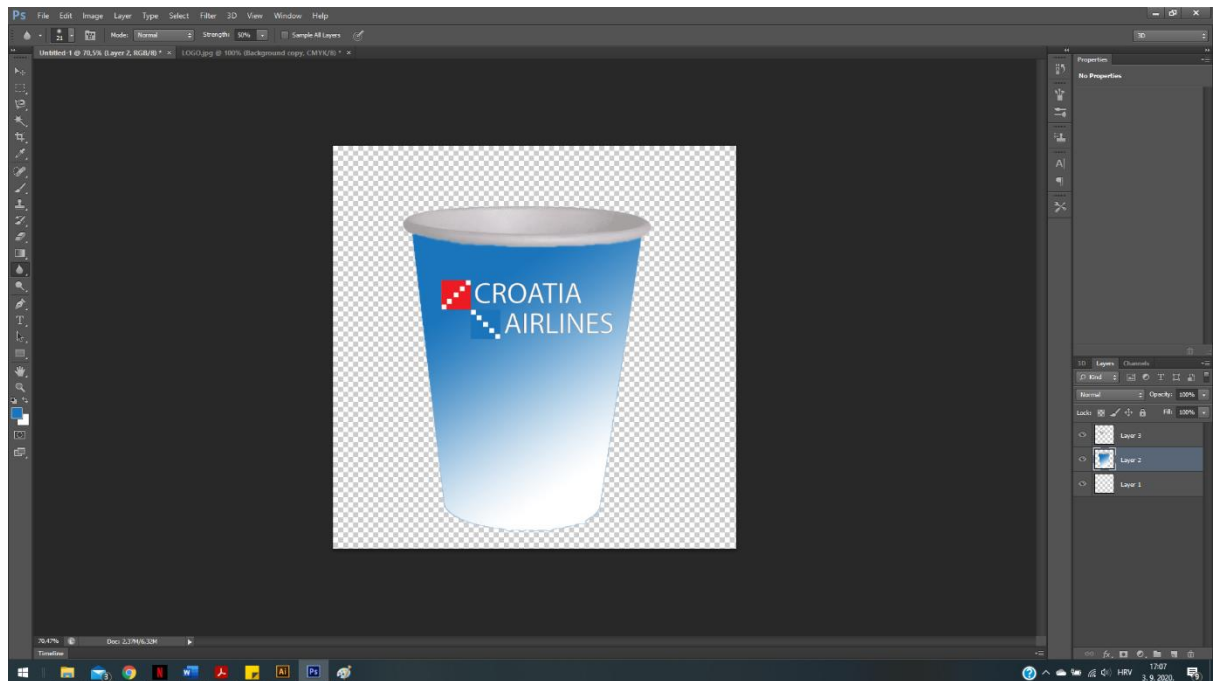 Ps File Edit Image Layer Type Select Filter 3D View Window Help
21 Mode: Normal Strength: 50% Sample All Layers 3D
Untitled-1 @ 70,5% (Layer 2, RGB/8) * × LOGO.jpg @ 100% (Background copy, CMYK/8) * ×
Properties
No Properties
CROATIA
AIRLINES
3D Layers Channels
Kind
Normal Opacity: 100%
Lock: Fill: 100%
Layer 3
Layer 2
Layer 1
70.47% Doc: 2,37M/6,32M
Timeline
HRV 17:07
3. 9. 2020.